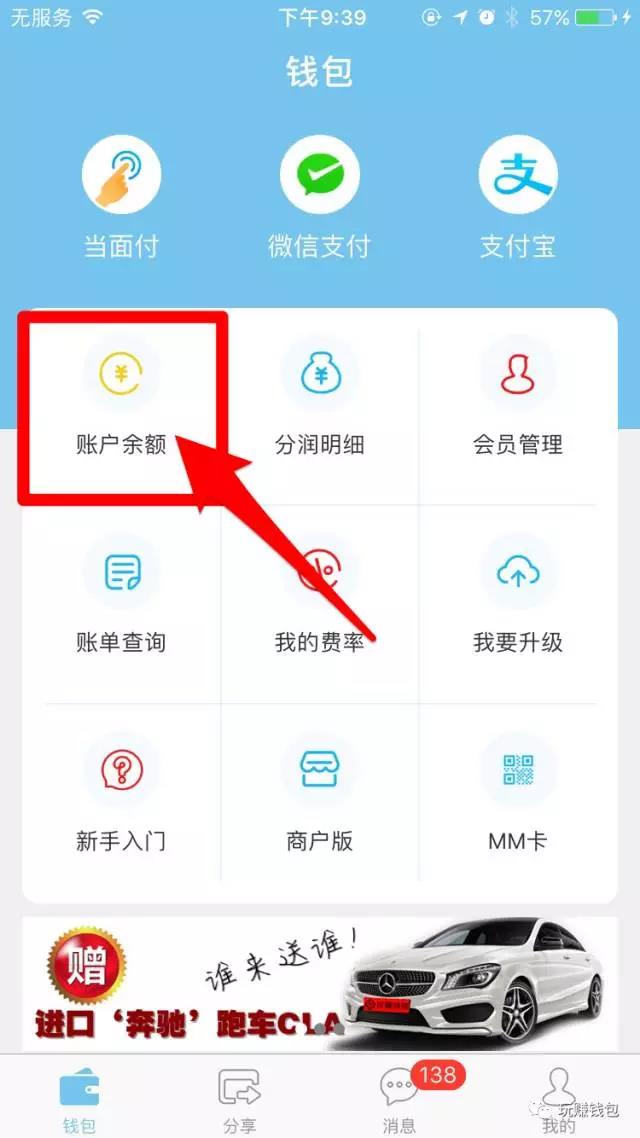 无服务 下午9:39 57%
钱包
当面付 微信支付 支付宝
账户余额 分润明细 会员管理
账单查询 我的费率 我要升级
新手入门 商户版 MM卡
谁来送谁！
赠
进口‘奔驰’跑车CLA
138
钱包 分享 消息 我的
玩赚钱包